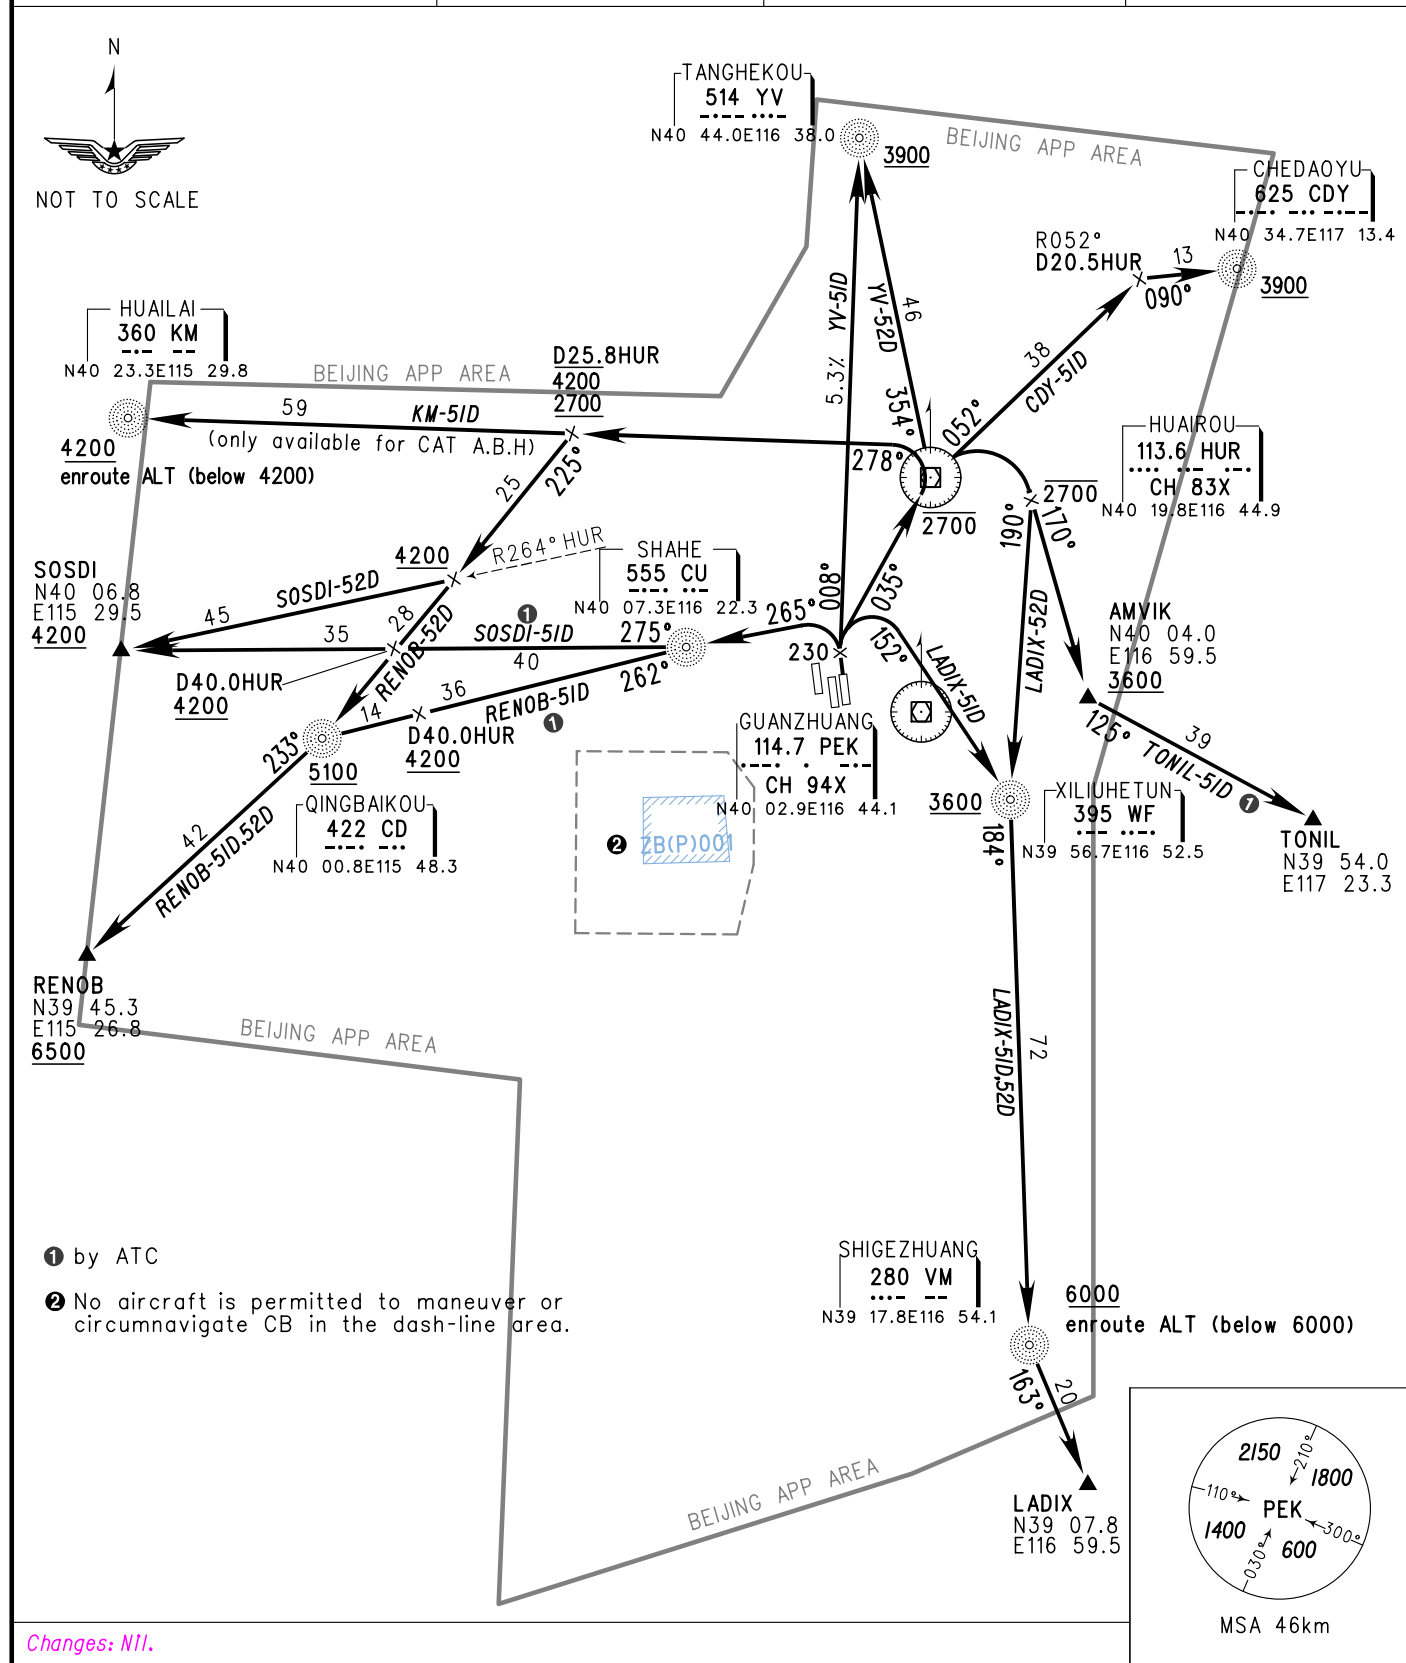 N
NOT TO SCALE
TANGHEKOU
514 YV
N40 44.0E116 38.0
3900
BEIJING APP AREA
CHEDAOYU
625 CDY
N40 34.7E117 13.4
3900
R052°
D20.5HUR
13
090°
HUAILAI
360 KM
N40 23.3E115 29.8
BEIJING APP AREA
D25.8HUR
4200
2700
59
KM-51D
(only available for CAT A.B.H)
4200
enroute ALT (below 4200)
25
225°
5.3% YV-51D
YV-52D
46
354°
052°
38
CDY-51D
278°
2700
HUAIROU
113.6 HUR
CH 83X
N40 19.8E116 44.9
2700
190°
170°
SOSDI
N40 06.8
E115 29.5
4200
4200
R264° HUR
SOSDI-52D
45
28
RENOB-52D
35
SHAHE
555 CU
N40 07.3E116 22.3
❶
SOSDI-51D
275°
40
262°
265°
008°
035°
152°
230
LADIX-51D
LADIX-52D
AMVIK
N40 04.0
E116 59.5
3600
D40.0HUR
4200
36
RENOB-51D
❶
14
D40.0HUR
4200
233°
5100
QINGBAIKOU
422 CD
N40 00.8E115 48.3
42
RENOB-51D,52D
GUANZHUANG
114.7 PEK
CH 94X
N40 02.9E116 44.1
❷ ZB(P)001
3600
184°
XILIUHETUN
395 WF
N39 56.7E116 52.5
125° TONIL-51D ❶
39
TONIL
N39 54.0
E117 23.3
RENOB
N39 45.3
E115 26.8
6500
BEIJING APP AREA
LADIX-51D,52D
72
❶ by ATC
❷ No aircraft is permitted to maneuver or
circumnavigate CB in the dash-line area.
SHIGEZHUANG
280 VM
N39 17.8E116 54.1
6000
enroute ALT (below 6000)
163°
20
BEIJING APP AREA
LADIX
N39 07.8
E116 59.5
2150
210°
1800
110°
PEK
1400
300°
030°
600
MSA 46km
Changes: Nil.